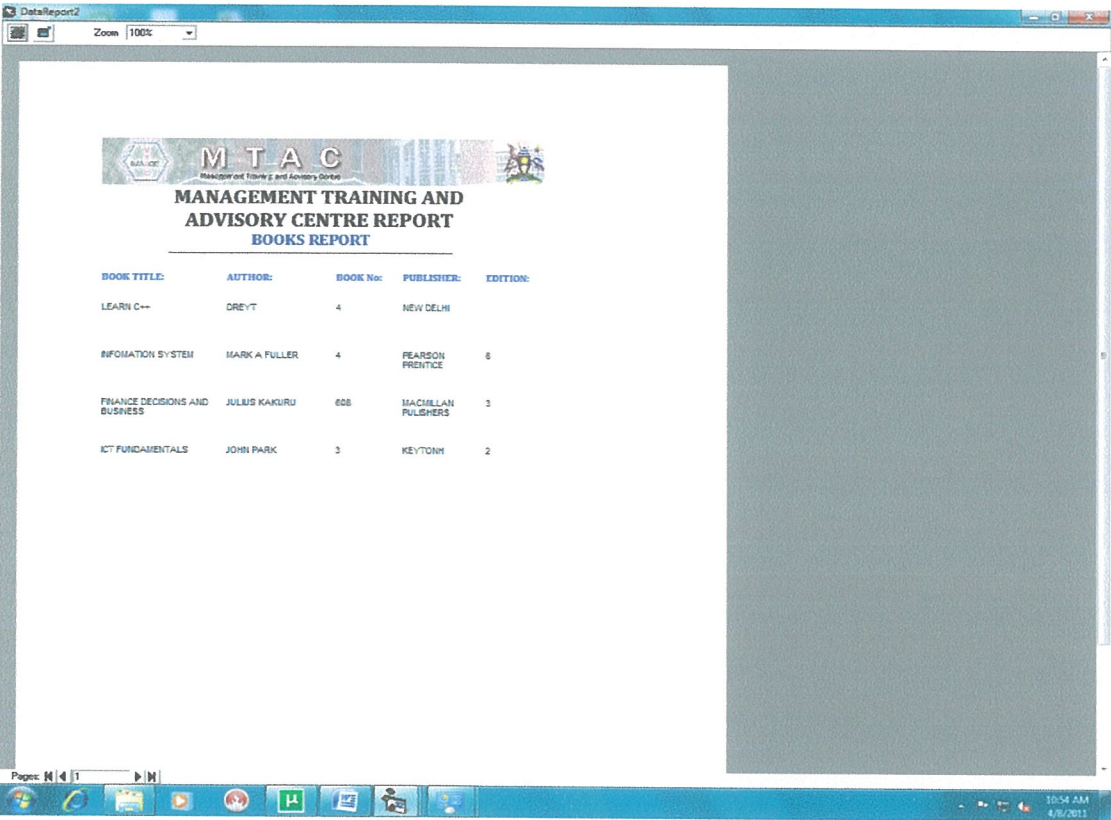 DataReport2
Zoom 100%
M T A C
Management Training and Advisory Centre
MANAGEMENT TRAINING AND
ADVISORY CENTRE REPORT
BOOKS REPORT
BOOK TITLE: AUTHOR: BOOK No: PUBLISHER: EDITION:
LEARN C++ DREYT 4 NEW DELHI
INFOMATION SYSTEM MARK A FULLER 4 PEARSON 6
PRENTICE
FINANCE DECISIONS AND JULIUS KAKURU 608 MACMILLAN 3
BUSINESS PULISHERS
ICT FUNDAMENTALS JOHN PARK 3 KEYTONH 2
Pages: 1
10:54 AM
4/8/2011